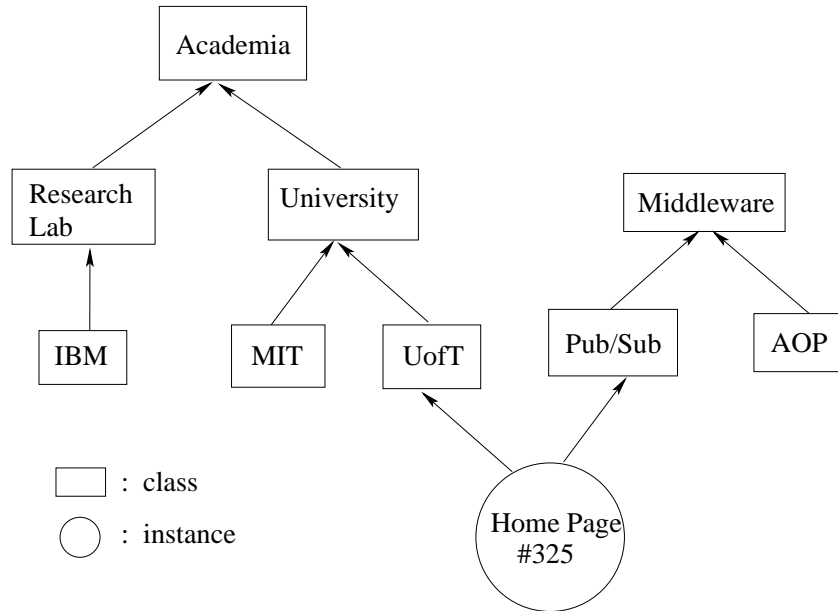 Academia
Research
Lab
University
Middleware
IBM
MIT
UofT
Pub/Sub
AOP
Home Page
#325
: class
: instance